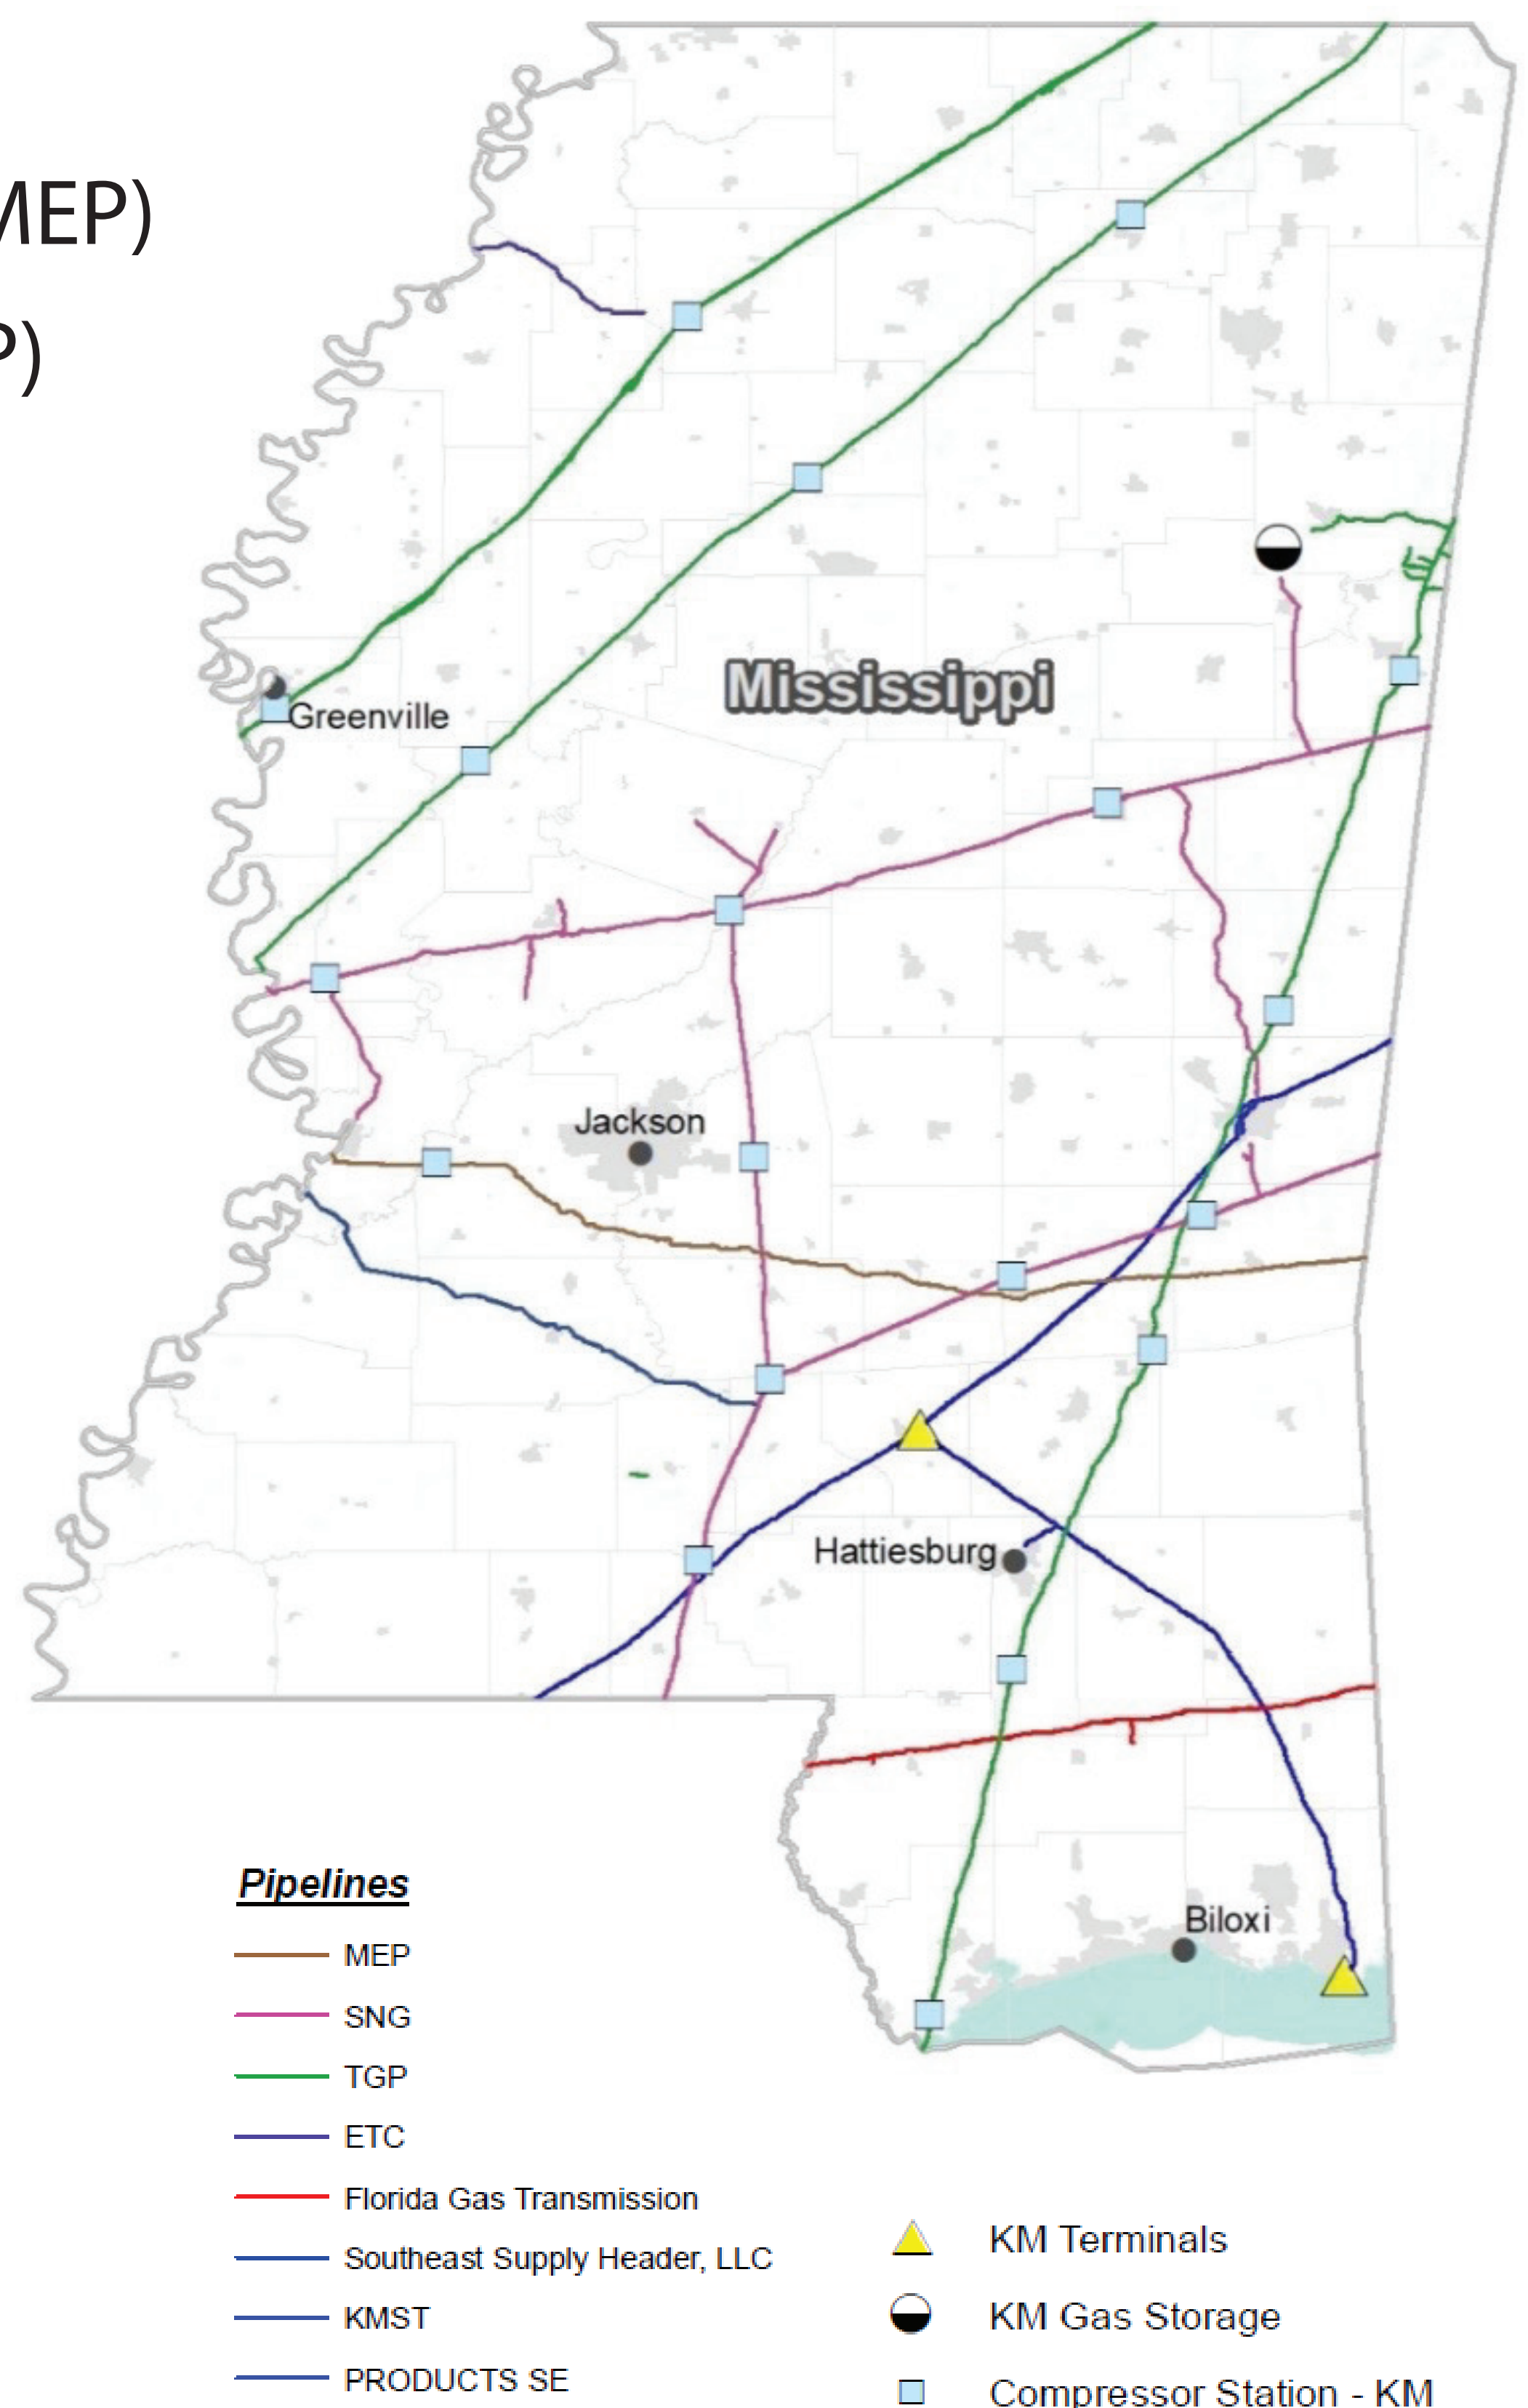 MEP)
P)
Mississippi
Greenville
Jackson
Hattiesburg
Biloxi
Pipelines
MEP
SNG
TGP
ETC
Florida Gas Transmission
Southeast Supply Header, LLC
KMST
PRODUCTS SE
KM Terminals
KM Gas Storage
Compressor Station - KM